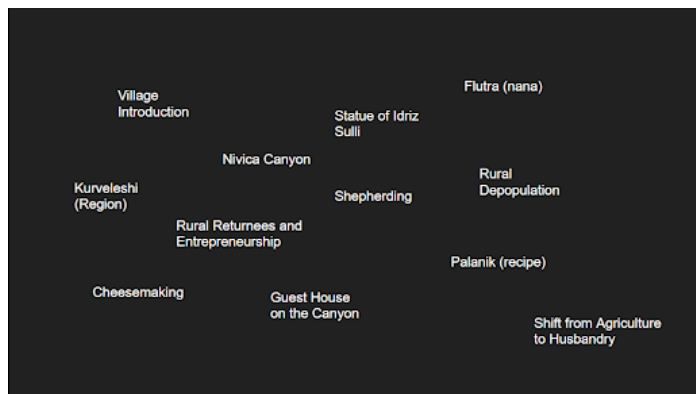 Flutra (nana)
Village
Introduction
Statue of Idriz
Sulli
Nivica Canyon
Rural
Depopulation
Kurveleshi
(Region)
Shepherding
Rural Returnees and
Entrepreneurship
Palanik (recipe)
Cheesemaking
Guest House
on the Canyon
Shift from Agriculture
to Husbandry